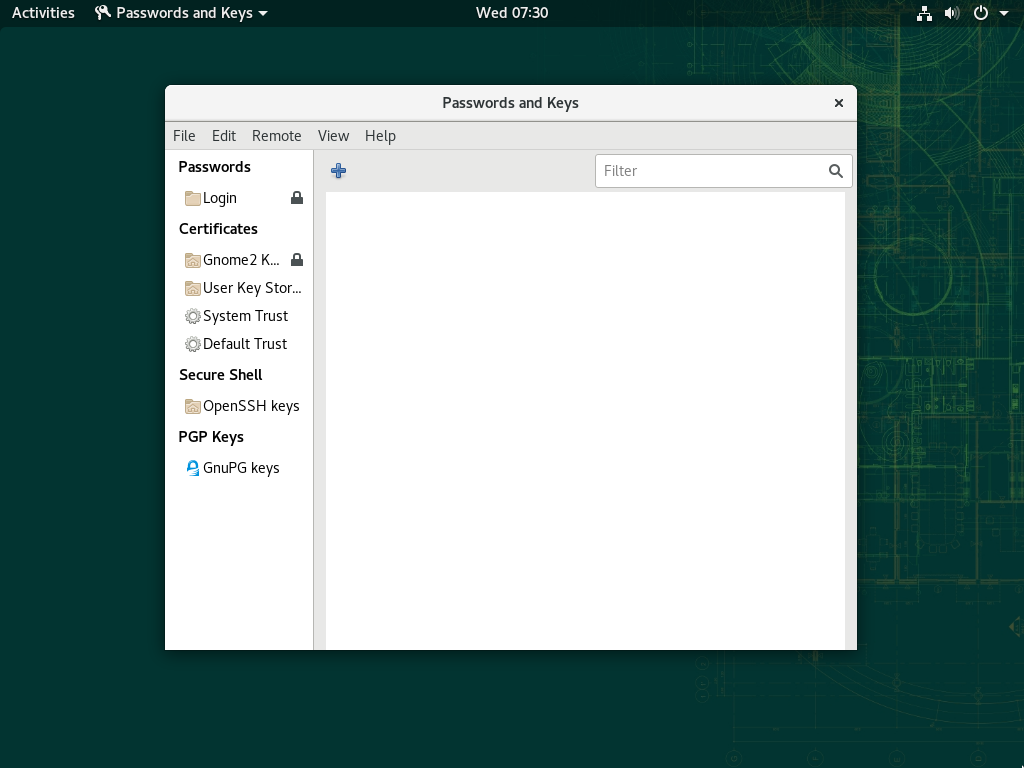 Activities Passwords and Keys Wed 07:30
Passwords and Keys
File Edit Remote View Help
Passwords
Filter
Login
Certificates
Gnome2 K...
User Key Stor...
System Trust
Default Trust
Secure Shell
OpenSSH keys
PGP Keys
GnuPG keys